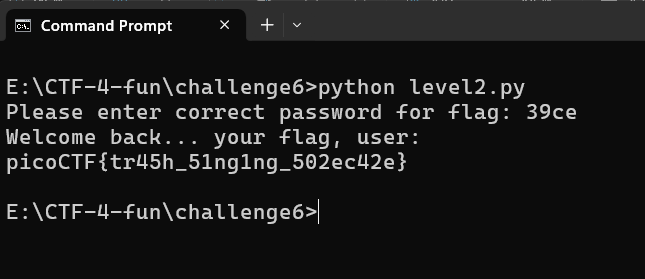 Command Prompt
E:\CTF-4-fun\challenge6>python level2.py
Please enter correct password for flag: 39ce
Welcome back... your flag, user:
picoCTF{tr45h_51ng1ng_502ec42e}
E:\CTF-4-fun\challenge6>